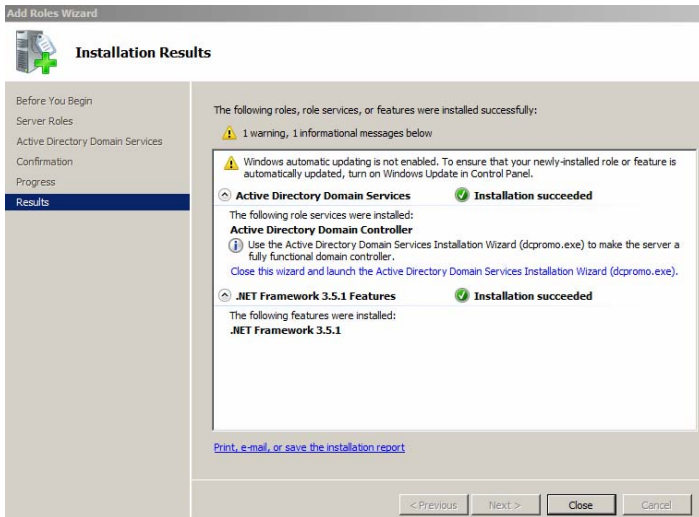 Add Roles Wizard
Installation Results
Before You Begin
Server Roles
Active Directory Domain Services
Confirmation
Progress
Results
The following roles, role services, or features were installed successfully:
1 warning, 1 informational messages below
Windows automatic updating is not enabled. To ensure that your newly-installed role or feature is
automatically updated, turn on Windows Update in Control Panel.
Active Directory Domain Services Installation succeeded
The following role services were installed:
Active Directory Domain Controller
Use the Active Directory Domain Services Installation Wizard (dcpromo.exe) to make the server a
fully functional domain controller.
Close this wizard and launch the Active Directory Domain Services Installation Wizard (dcpromo.exe).
.NET Framework 3.5.1 Features Installation succeeded
The following features were installed:
.NET Framework 3.5.1
Print, e-mail, or save the installation report
< Previous Next > Close Cancel